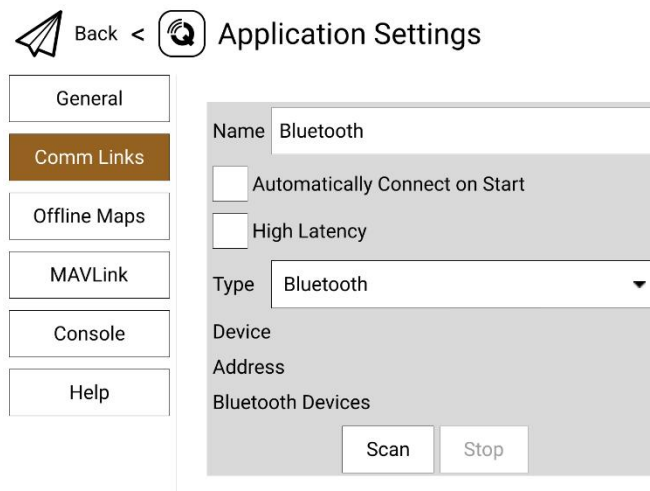 Back < Application Settings
General
Comm Links
Offline Maps
MAVLink
Console
Help
Name Bluetooth
Automatically Connect on Start
High Latency
Type Bluetooth
Device
Address
Bluetooth Devices
Scan Stop